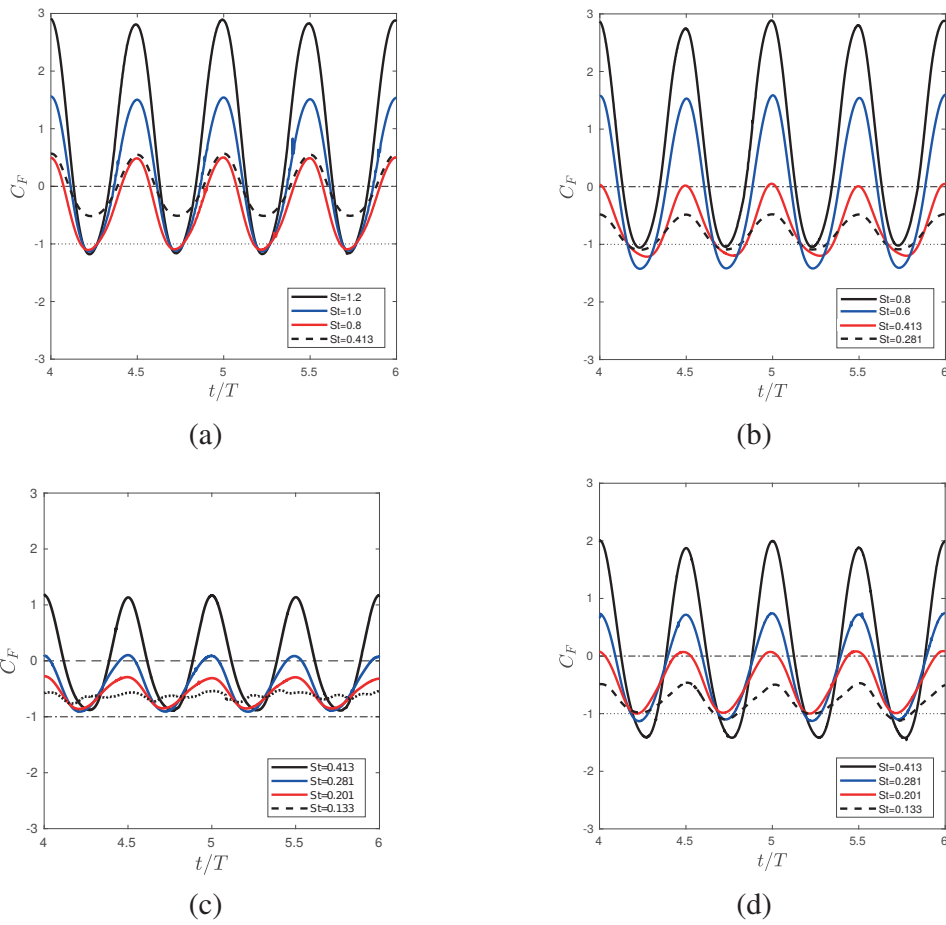 3
2
1
0
-1
-2
-3
C_F
4
4.5
5
5.5
6
t/T
St=1.2
St=1.0
St=0.8
St=0.413
(a)
3
2
1
0
-1
-2
-3
C_F
4
4.5
5
5.5
6
t/T
St=0.8
St=0.6
St=0.413
St=0.281
(b)
3
2
1
0
-1
-2
-3
C_F
4
4.5
5
5.5
6
t/T
St=0.413
St=0.281
St=0.201
St=0.133
(c)
3
2
1
0
-1
-2
-3
C_F
4
4.5
5
5.5
6
t/T
St=0.413
St=0.281
St=0.201
St=0.133
(d)